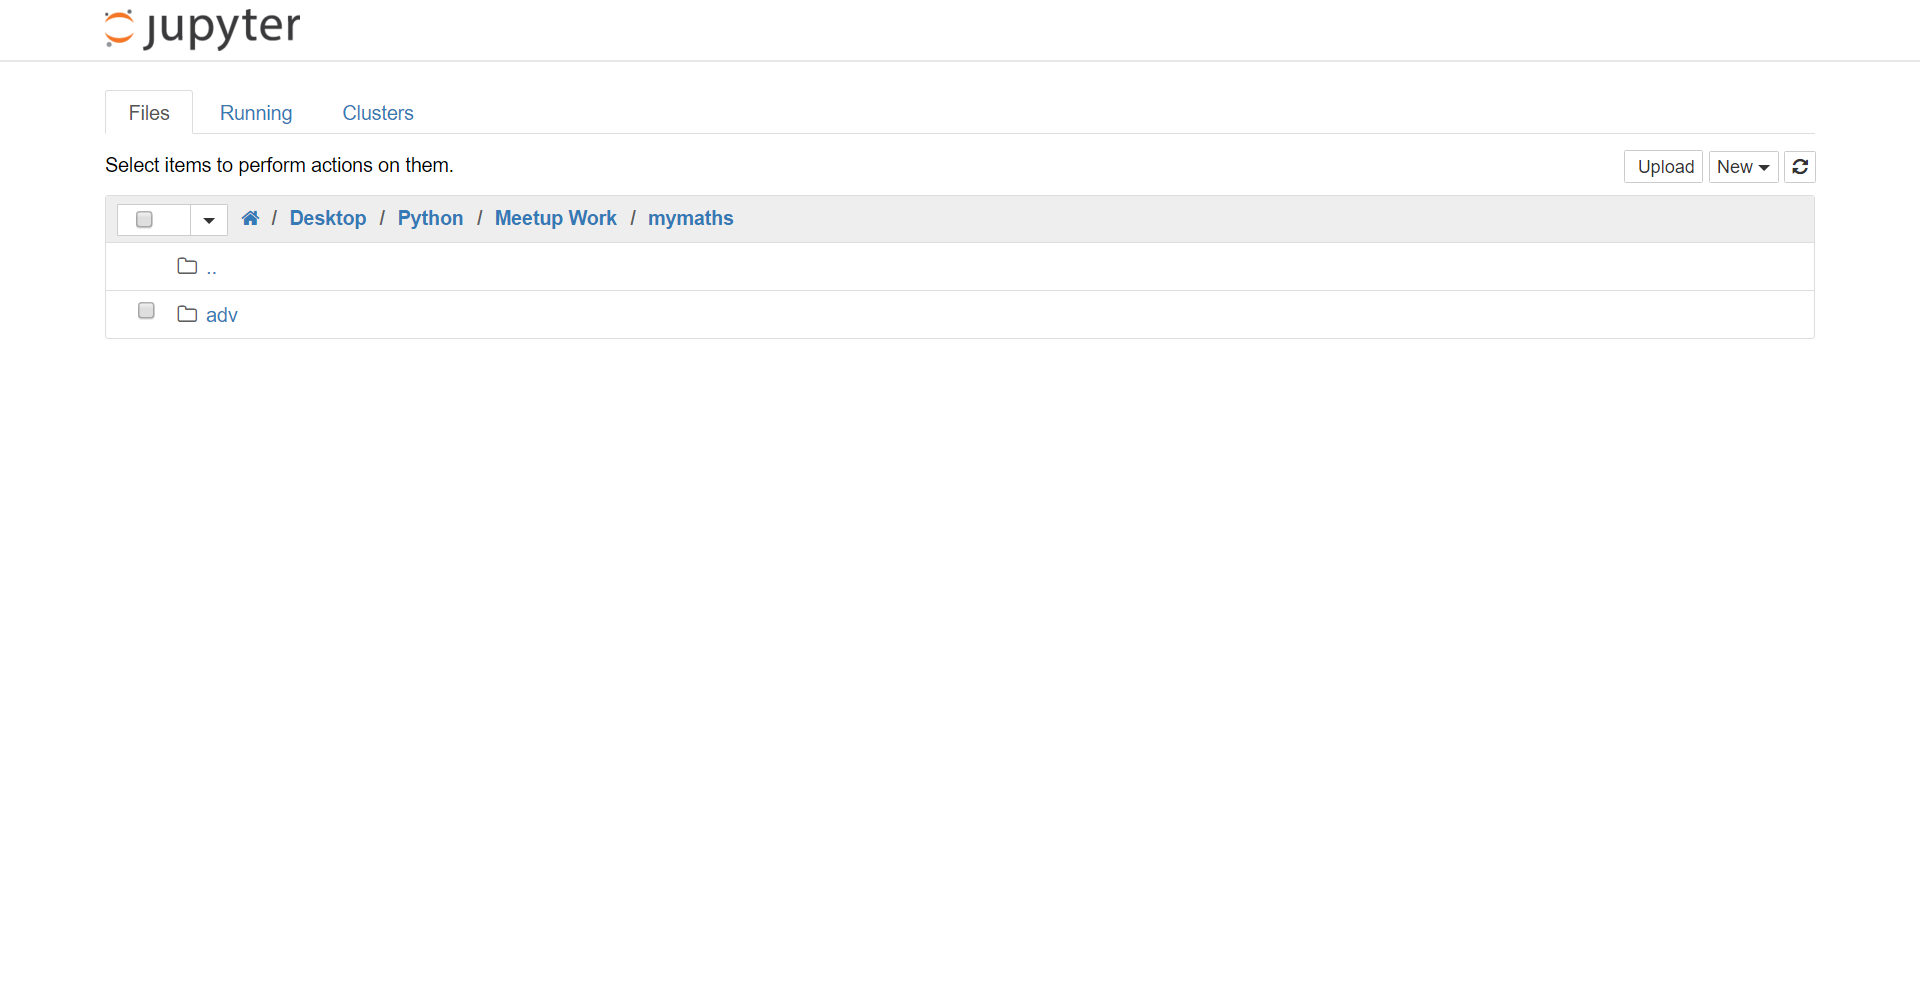 jupyter
Files Running Clusters
Select items to perform actions on them.
Upload New
/ Desktop / Python / Meetup Work / mymaths
..
adv